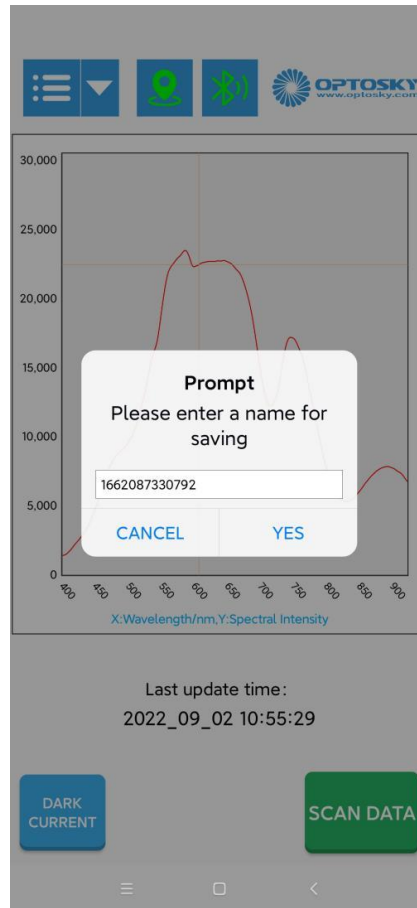 OPTOSKY
www.optosky.com
30,000
25,000
20,000
15,000
10,000
5,000
0
400 450 500 550 600 650 700 750 800 850 900
X:Wavelength/nm,Y:Spectral Intensity
Prompt
Please enter a name for
saving
1662087330792
CANCEL YES
Last update time:
2022_09_02 10:55:29
DARK
CURRENT
SCAN DATA